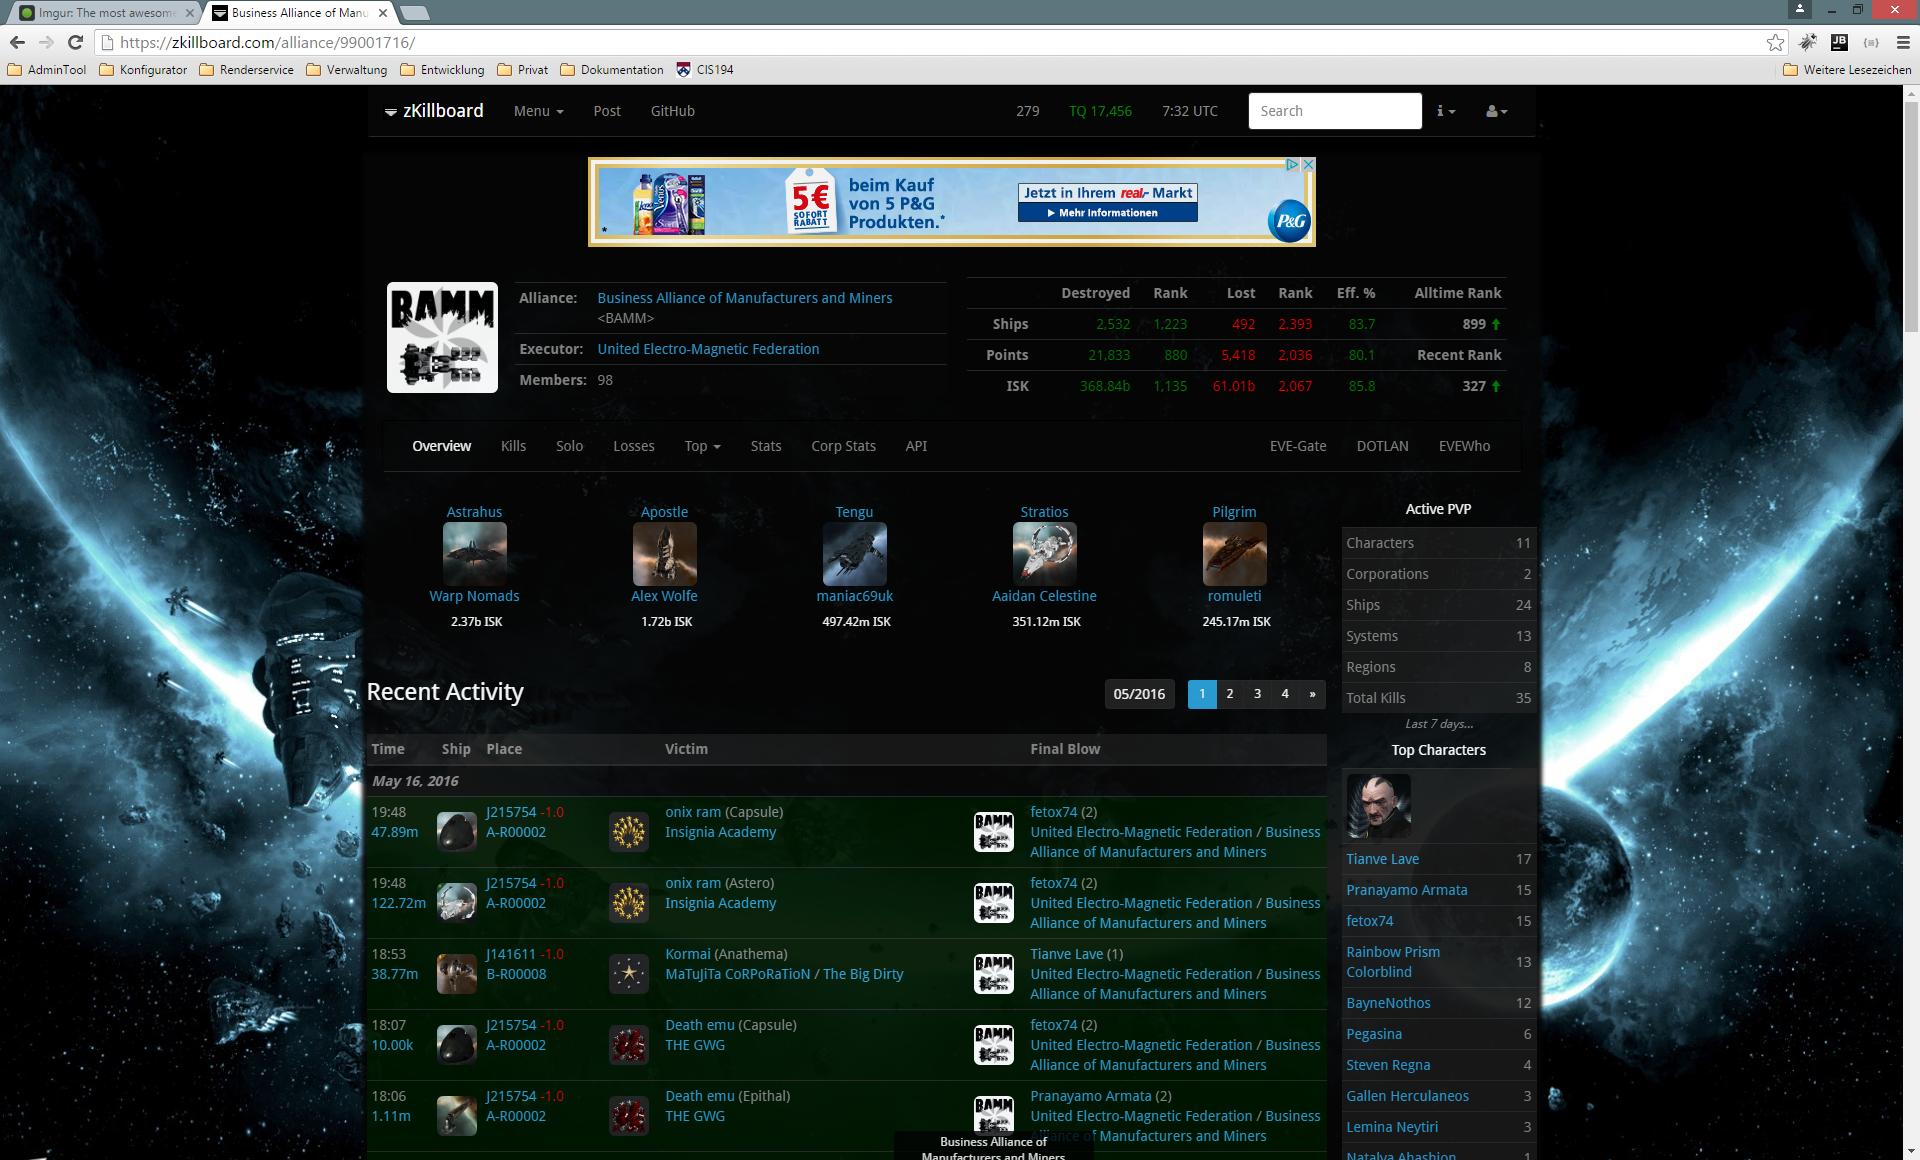 Imgur: The most awesome
Business Alliance of Manu
https://zkillboard.com/alliance/99001716/
JB
AdminTool Konfigurator Renderservice Verwaltung Entwicklung Privat Dokumentation CIS194 Weitere Lesezeichen
zKillboard Menu Post GitHub 279 TQ 17,456 7:32 UTC Search
5€ SOFORT RABATT
beim Kauf
von 5 P&G
Produkten.*
Jetzt in Ihrem real,- Markt
Mehr Informationen
P&G
*
BAMM
Alliance: Business Alliance of Manufacturers and Miners
<BAMM>
Executor: United Electro-Magnetic Federation
Members: 98
Destroyed Rank Lost Rank Eff. % Alltime Rank
Ships 2,532 1,223 492 2,393 83.7 899
Points 21,833 880 5,418 2,036 80.1 Recent Rank
ISK 368.84b 1,135 61.01b 2,067 85.8 327
Overview Kills Solo Losses Top Stats Corp Stats API EVE-Gate DOTLAN EVEWho
Astrahus Apostle Tengu Stratios Pilgrim
Warp Nomads Alex Wolfe maniac69uk Aaidan Celestine romuleti
2.37b ISK 1.72b ISK 497.42m ISK 351.12m ISK 245.17m ISK
Recent Activity 05/2016 1 2 3 4 »
Time Ship Place Victim Final Blow
May 16, 2016
19:48 J215754 -1.0 onix ram (Capsule) BAMM fetox74 (2)
47.89m A-R00002 Insignia Academy United Electro-Magnetic Federation / Business
Alliance of Manufacturers and Miners
19:48 J215754 -1.0 onix ram (Astero) BAMM fetox74 (2)
122.72m A-R00002 Insignia Academy United Electro-Magnetic Federation / Business
Alliance of Manufacturers and Miners
18:53 J141611 -1.0 Kormai (Anathema) BAMM Tianve Lave (1)
38.77m B-R00008 MaTuJiTa CoRPoRaTioN / The Big Dirty United Electro-Magnetic Federation / Business
Alliance of Manufacturers and Miners
18:07 J215754 -1.0 Death emu (Capsule) BAMM fetox74 (2)
10.00k A-R00002 THE GWG United Electro-Magnetic Federation / Business
Alliance of Manufacturers and Miners
18:06 J215754 -1.0 Death emu (Epithal) BAMM Pranayamo Armata (2)
1.11m A-R00002 THE GWG United Electro-Magnetic Federation / Business
Alliance of Manufacturers and Miners
Business Alliance of
Manufacturers and Miners
Active PVP
Characters 11
Corporations 2
Ships 24
Systems 13
Regions 8
Total Kills 35
Last 7 days...
Top Characters
Tianve Lave 17
Pranayamo Armata 15
fetox74 15
Rainbow Prism
Colorblind 13
BayneNothos 12
Pegasina 6
Steven Regna 4
Gallen Herculaneos 3
Lemina Neytiri 3
Natalya Ahashion 1